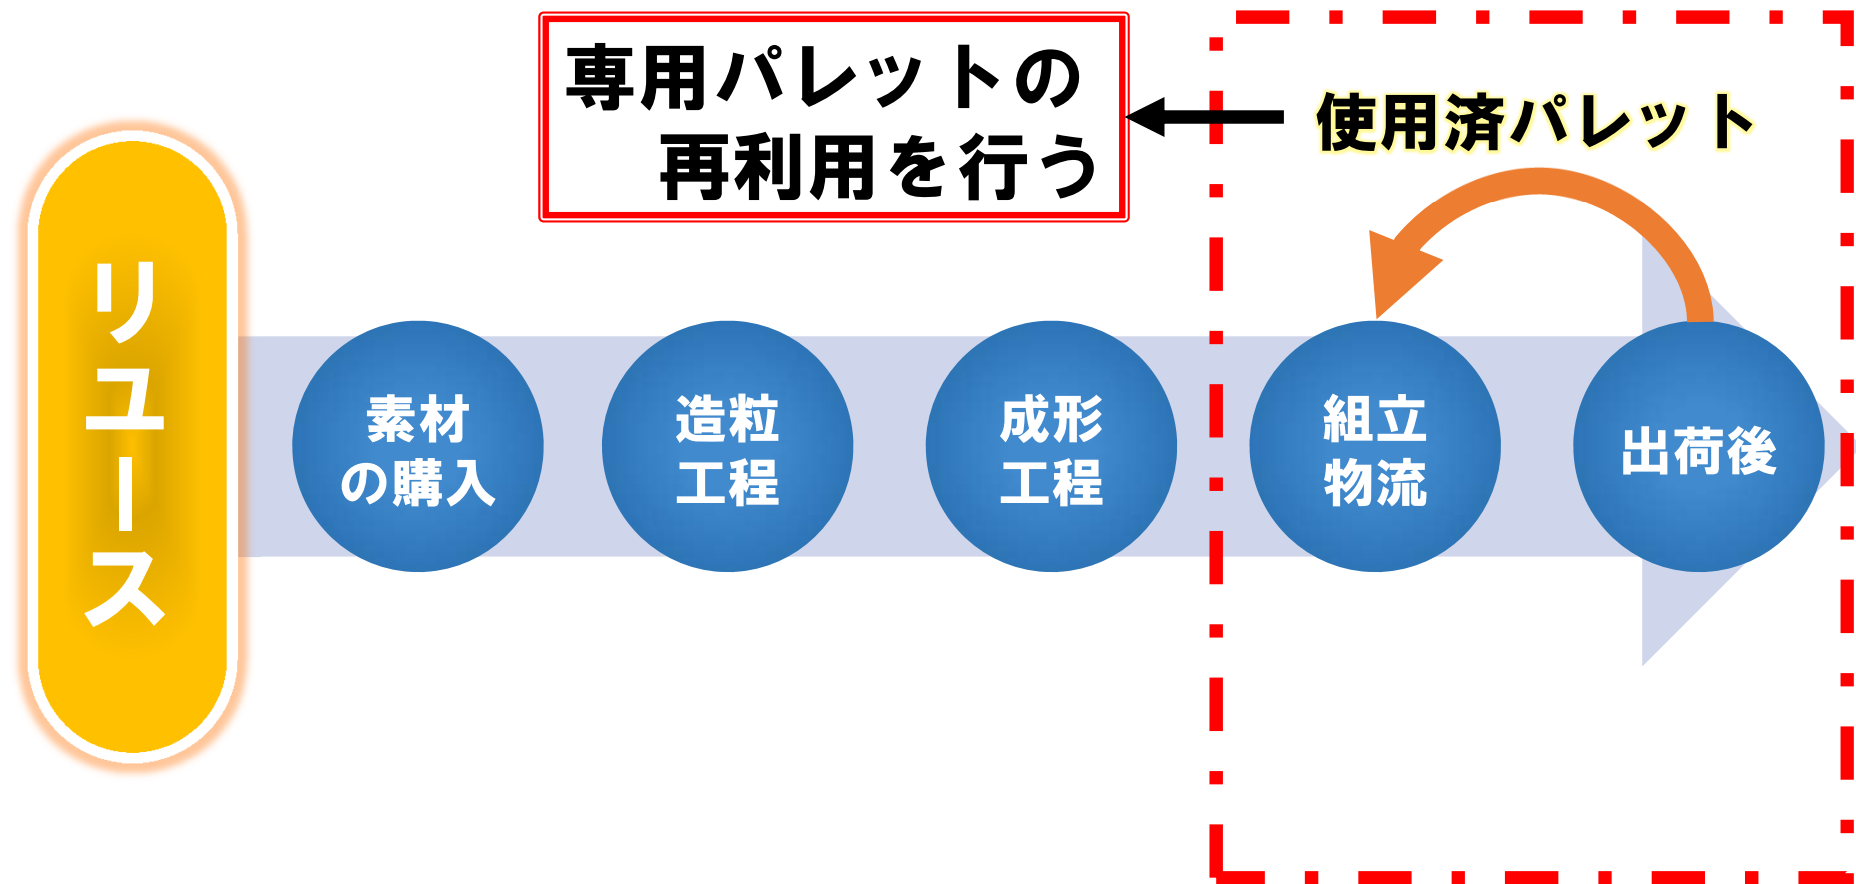 専用パレットの
再利用を行う
使用済パレット
リユース
素材
の購入
造粒
工程
成形
工程
組立
物流
出荷後